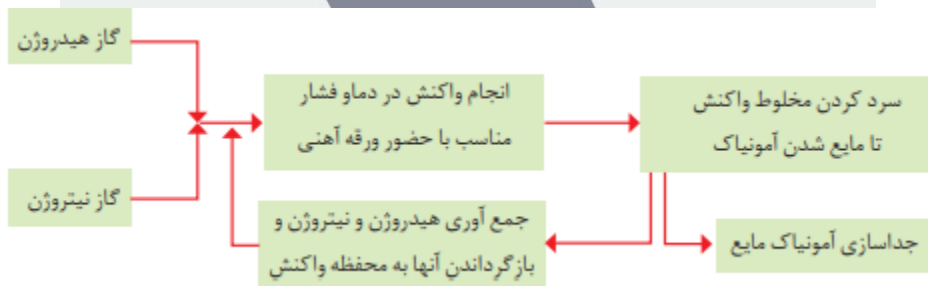 گاز هیدروژن
انجام واکنش در دماو فشار
مناسب با حضور ورقه آهنی
سرد کردن مخلوط واکنش
تا مایع شدن آمونیاک
گاز نیتروژن
جمع آوری هیدروژن و نیتروژن و
بازگرداندن آنها به محفظه واکنش
جداسازی آمونیاک مایع